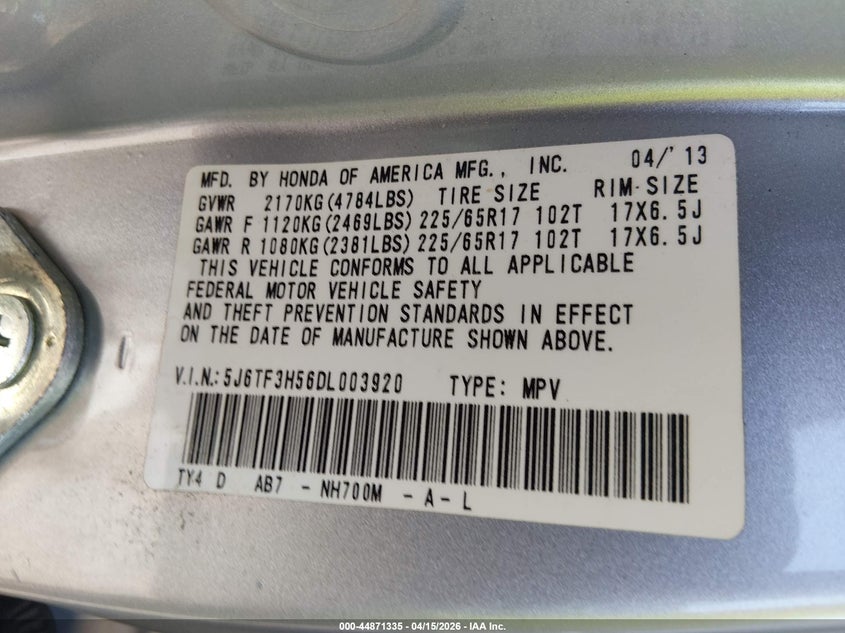 MFD. BY HONDA OF AMERICA MFG., INC. 04/'13
GVWR 2170KG(4784LBS) TIRE SIZE RIM SIZE
GAWR F 1120KG(2469LBS) 225/65R17 102T 17X6.5J
GAWR R 1080KG(2381LBS) 225/65R17 102T 17X6.5J
THIS VEHICLE CONFORMS TO ALL APPLICABLE
FEDERAL MOTOR VEHICLE SAFETY
AND THEFT PREVENTION STANDARDS IN EFFECT
ON THE DATE OF MANUFACTURE SHOWN ABOVE.
V.I.N.: 5J6TF3H56DL003920 TYPE: MPV
TY4 D AB7 - NH700M - A - L
000-44871335 - 04/15/2026 - IAA Inc.